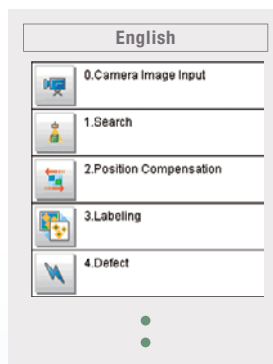 English
0.Camera Image Input
1.Search
2.Position Compensation
3.Labeling
4.Defect